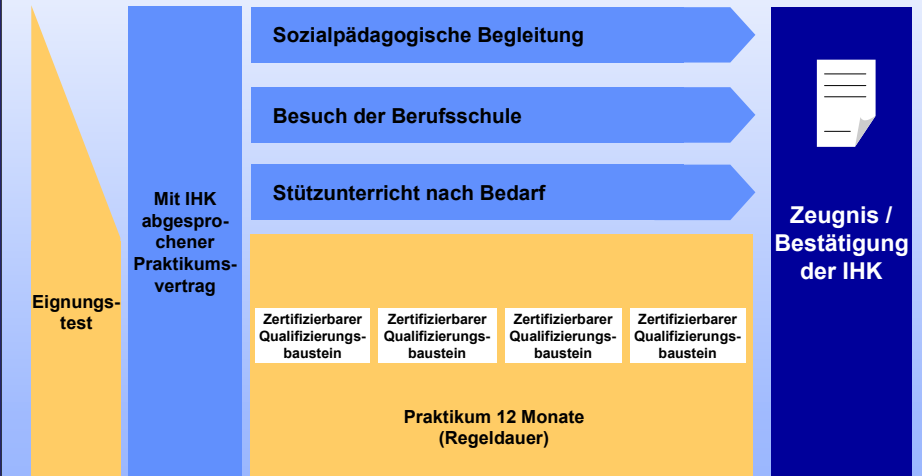 Eignungs-
test
Mit IHK
abgespro-
chener
Praktikums-
vertrag
Sozialpädagogische Begleitung
Besuch der Berufsschule
Stützunterricht nach Bedarf
Zertifizierbarer
Qualifizierungs-
baustein
Zertifizierbarer
Qualifizierungs-
baustein
Zertifizierbarer
Qualifizierungs-
baustein
Zertifizierbarer
Qualifizierungs-
baustein
Praktikum 12 Monate
(Regeldauer)
Zeugnis /
Bestätigung
der IHK